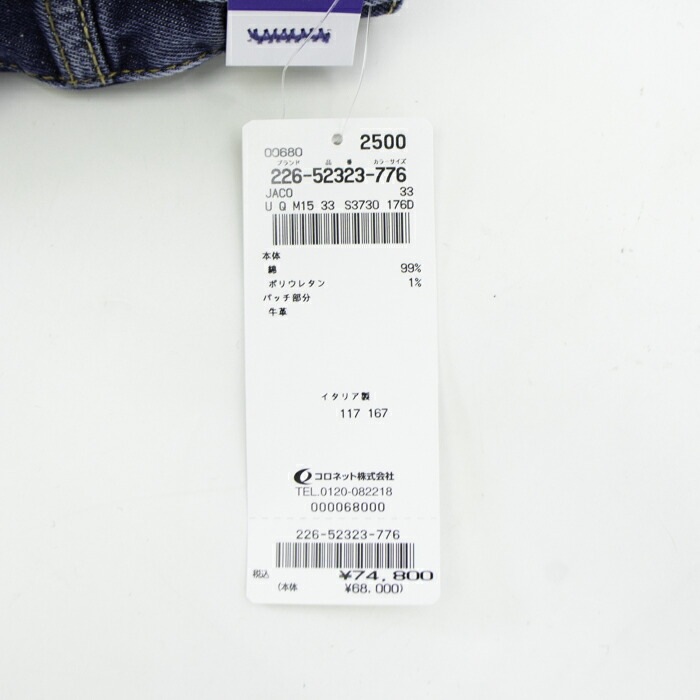 00680 2500
ブランド 品 番 カラーサイズ
226-52323-776
JACO 33
U Q M15 33 S3730 176D
本体
綿 99%
ポリウレタン 1%
パッチ部分
牛革
イタリア製
117 167
コロネット株式会社
TEL.0120-082218
000068000
226-52323-776
税込 ¥74,800
(本体 ¥68,000)